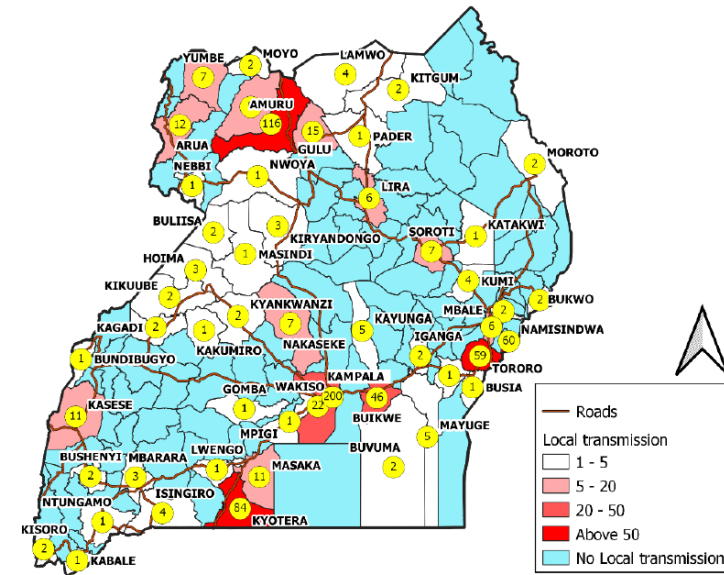 MOYO
2
LAMWO
4
YUMBE
7
KITGUM
2
AMURU
116
12
15
1
PADER
ARUA
GULU
NEBBI
1
NWOYA
1
MOROTO
2
LIRA
6
BULIISA
2
3
KIRYANDONGO
SOROTI
7
1
KATAKWI
HOIMA
3
1
MASINDI
KUMI
4
KIKUUBE
2
KYANKWANZI
2
KAYUNGA
5
MBALE
2
2
BUKWO
KAGADI
2
1
KAKUMIRO
7
NAKASEKE
IGANGA
2
6
60
NAMISINDWA
1
BUNDIBUGYO
59
TORORO
KAMPALA
200
WAKISO
22
46
BUIKWE
1
1
BUSIA
GOMBA
1
KASESE
11
MPIGI
1
MAYUGE
5
BUVUMA
2
BUSHENYI
2
MBARARA
3
LWENGO
1
MASAKA
11
NTUNGAMO
1
ISINGIRO
4
84
KYOTERA
KISORO
2
1
KABALE
Roads
Local transmission
1 - 5
5 - 20
20 - 50
Above 50
No Local transmission